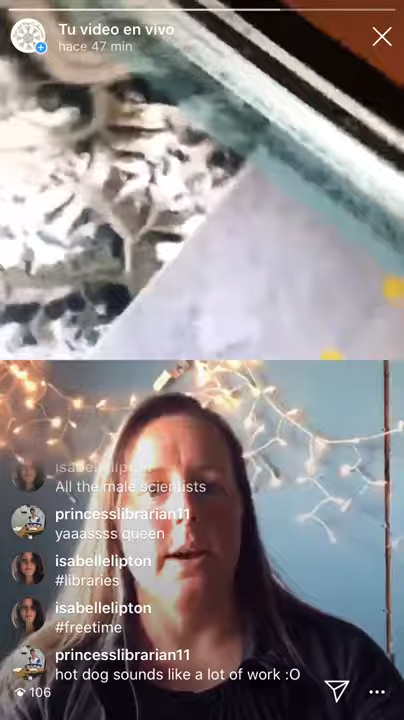 Tu video en vivo
hace 47 min
isabellelipton
All the male scientists
princesslibrarian11
yaaassss queen
isabellelipton
#libraries
isabellelipton
#freetime
princesslibrarian11
hot dog sounds like a lot of work :O
106